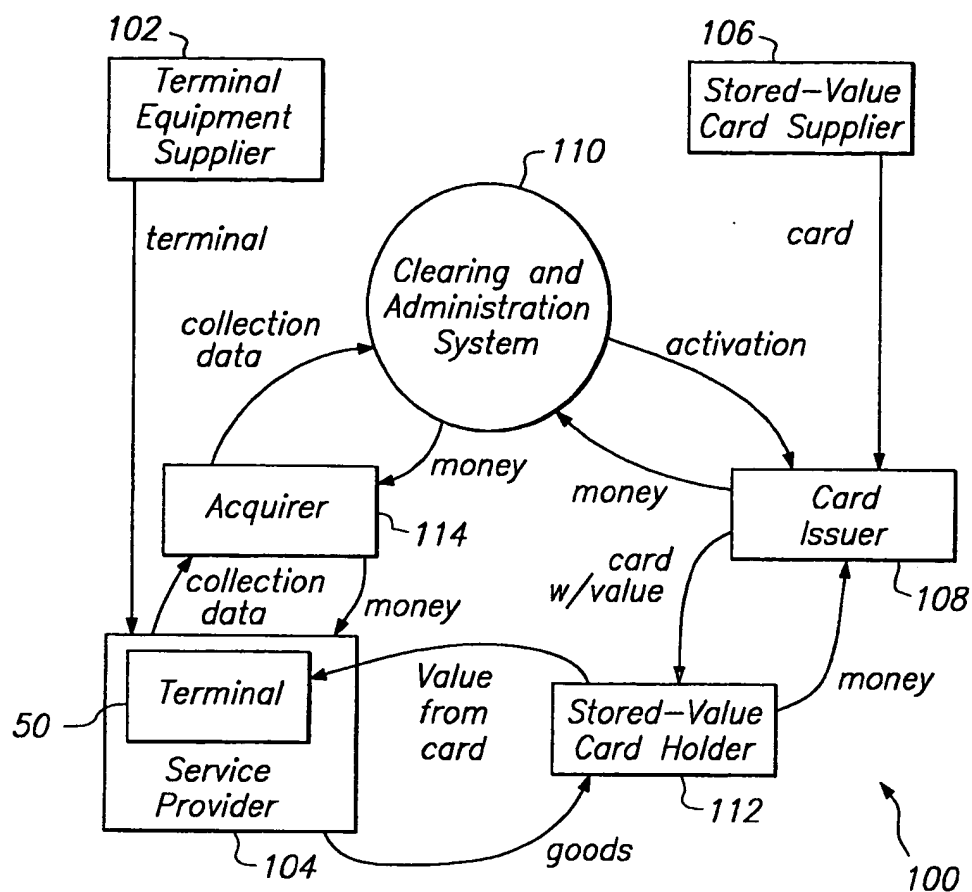 102
106
Terminal
Equipment
Supplier
Stored-Value
Card Supplier
110
terminal
card
Clearing and
Administration
System
collection
data
activation
money
money
Acquirer
114
Card
Issuer
108
collection
data
money
card
w/value
money
Terminal
50
Value
from
card
Stored-Value
Card Holder
112
Service
Provider
104
goods
100